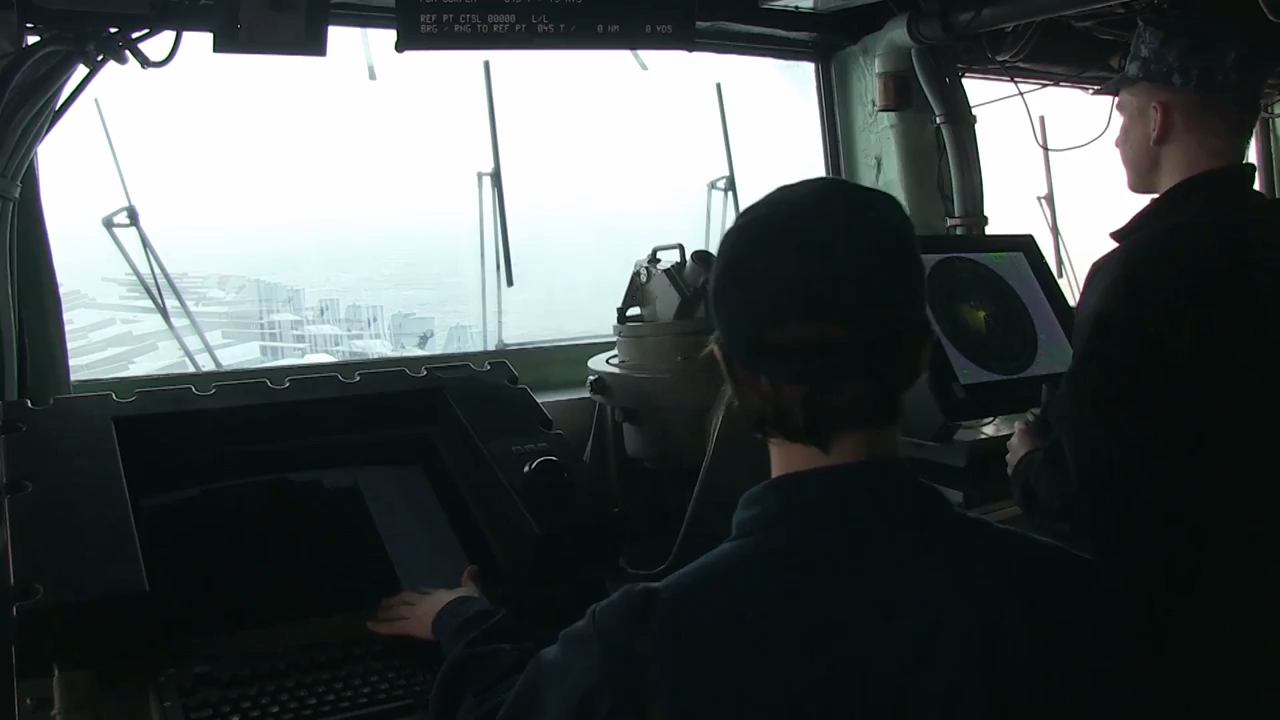 REF PT CTSL 00000 L/L
BRG / RNG TO REF PT 045 T / 0 NM 0 YDS